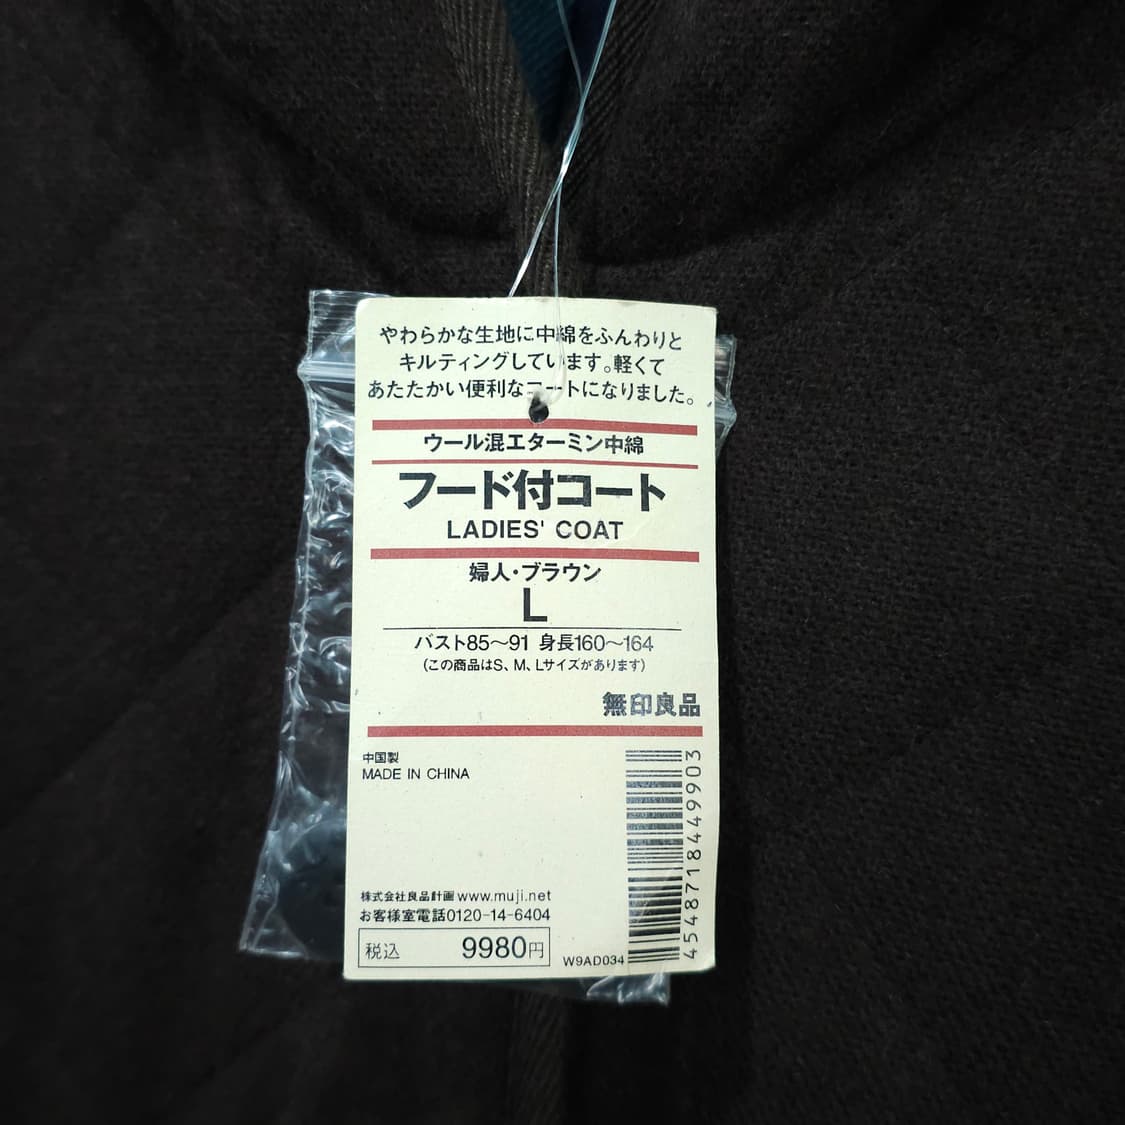 やわらかな生地に中綿をふんわりと
キルティングしています。軽くて
あたたかい便利なコートになりました。
ウール混エターミン中綿
フード付コート
LADIES' COAT
婦人・ブラウン
L
バスト85〜91 身長160〜164
(この商品はS、M、Lサイズがあります)
無印良品
中国製
MADE IN CHINA
4548718449903
株式会社良品計画 www.muji.net
お客様室電話0120-14-6404
税込 9980円
W9AD034